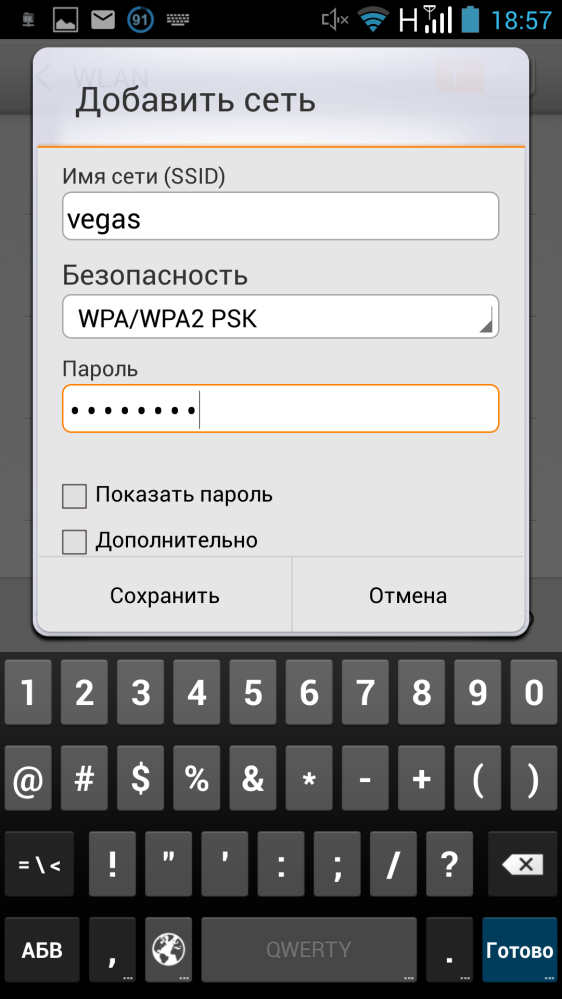 91 H 18:57
WLAN
Добавить сеть
Имя сети (SSID)
vegas
Безопасность
WPA/WPA2 PSK
Пароль
••••••••
Показать пароль
Дополнительно
Сохранить Отмена
1 2 3 4 5 6 7 8 9 0
@ # $ % & * - + ( )
= \ < ! " ' : ; / ?
АБВ , QWERTY . Готово